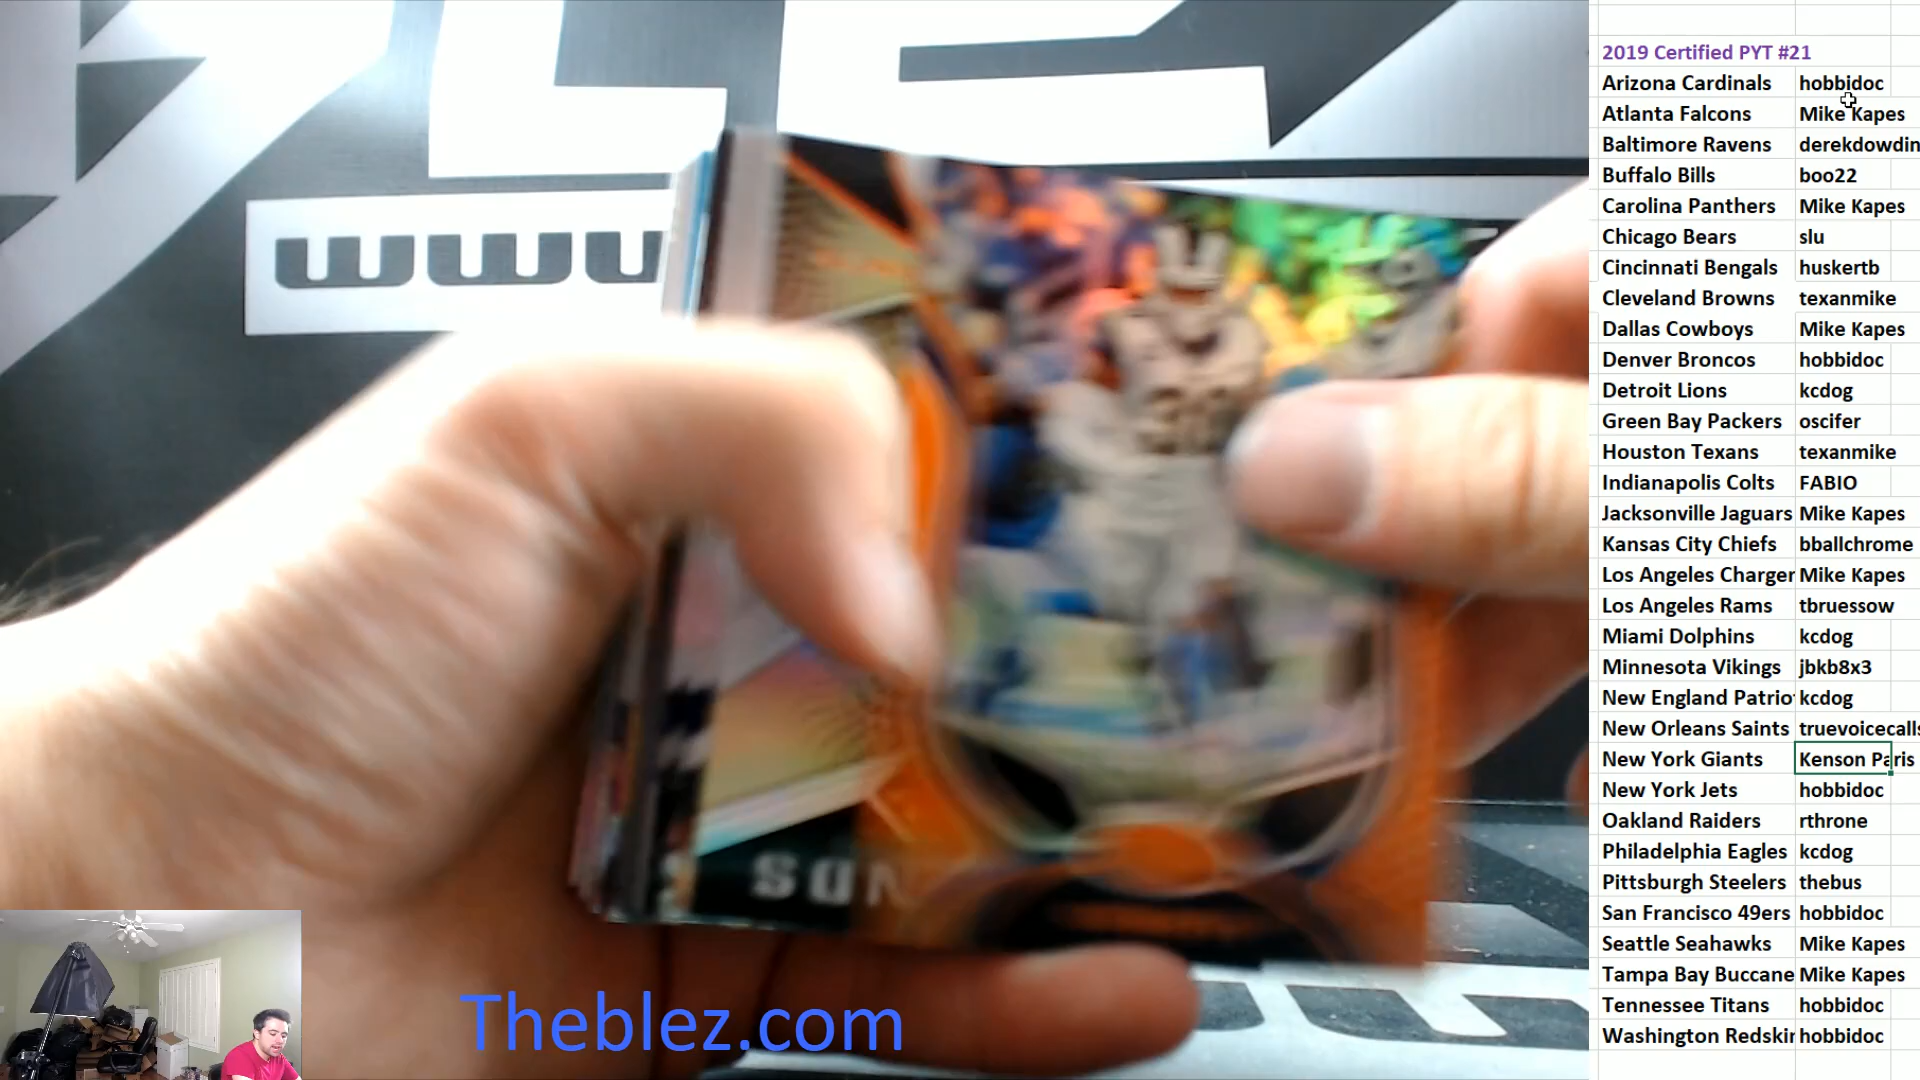 2019 Certified PYT #21
Arizona Cardinals hobbidoc
Atlanta Falcons Mike Kapes
Baltimore Ravens derekdowdin
Buffalo Bills boo22
Carolina Panthers Mike Kapes
Chicago Bears slu
Cincinnati Bengals huskertb
Cleveland Browns texanmike
Dallas Cowboys Mike Kapes
Denver Broncos hobbidoc
Detroit Lions kcdog
Green Bay Packers oscifer
Houston Texans texanmike
Indianapolis Colts FABIO
Jacksonville Jaguars Mike Kapes
Kansas City Chiefs bballchrome
Los Angeles Charger Mike Kapes
Los Angeles Rams tbruessow
Miami Dolphins kcdog
Minnesota Vikings jbkb8x3
New England Patrio kcdog
New Orleans Saints truevoicecalls
New York Giants Kenson Paris
New York Jets hobbidoc
Oakland Raiders rthrone
Philadelphia Eagles kcdog
Pittsburgh Steelers thebus
San Francisco 49ers hobbidoc
Seattle Seahawks Mike Kapes
Tampa Bay Buccane Mike Kapes
Tennessee Titans hobbidoc
Washington Redskin hobbidoc
www
30
Theblez.com